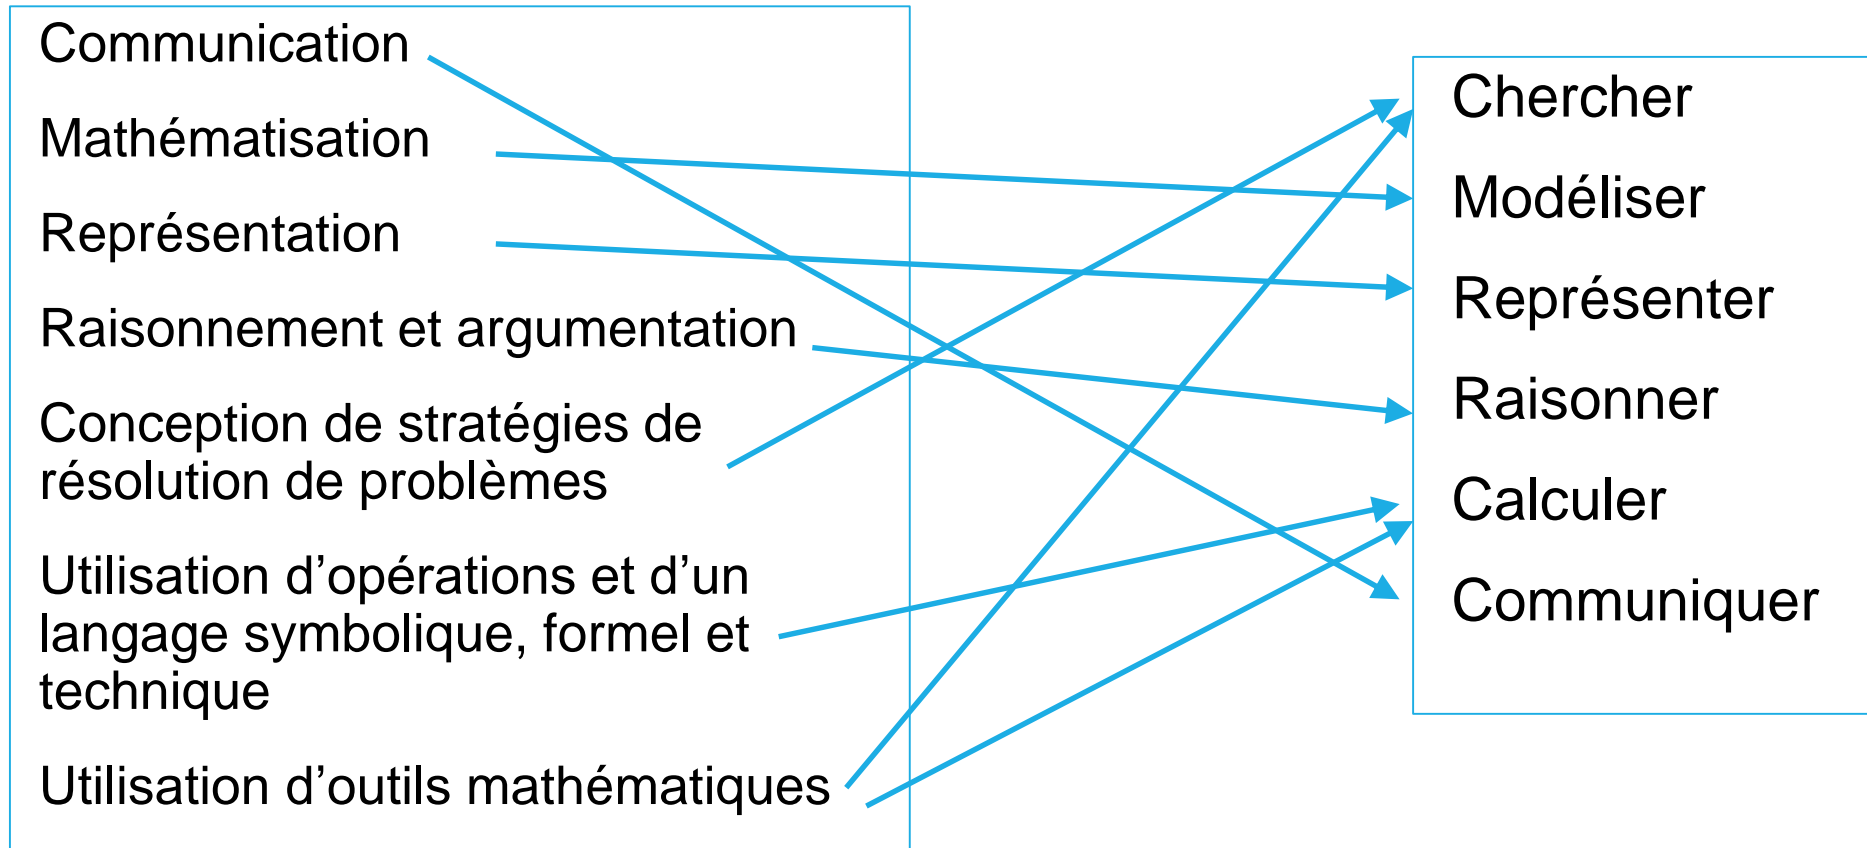 Communication
Mathématisation
Représentation
Raisonnement et argumentation
Conception de stratégies de
résolution de problèmes
Utilisation d’opérations et d’un
langage symbolique, formel et
technique
Utilisation d’outils mathématiques
Chercher
Modéliser
Représenter
Raisonner
Calculer
Communiquer